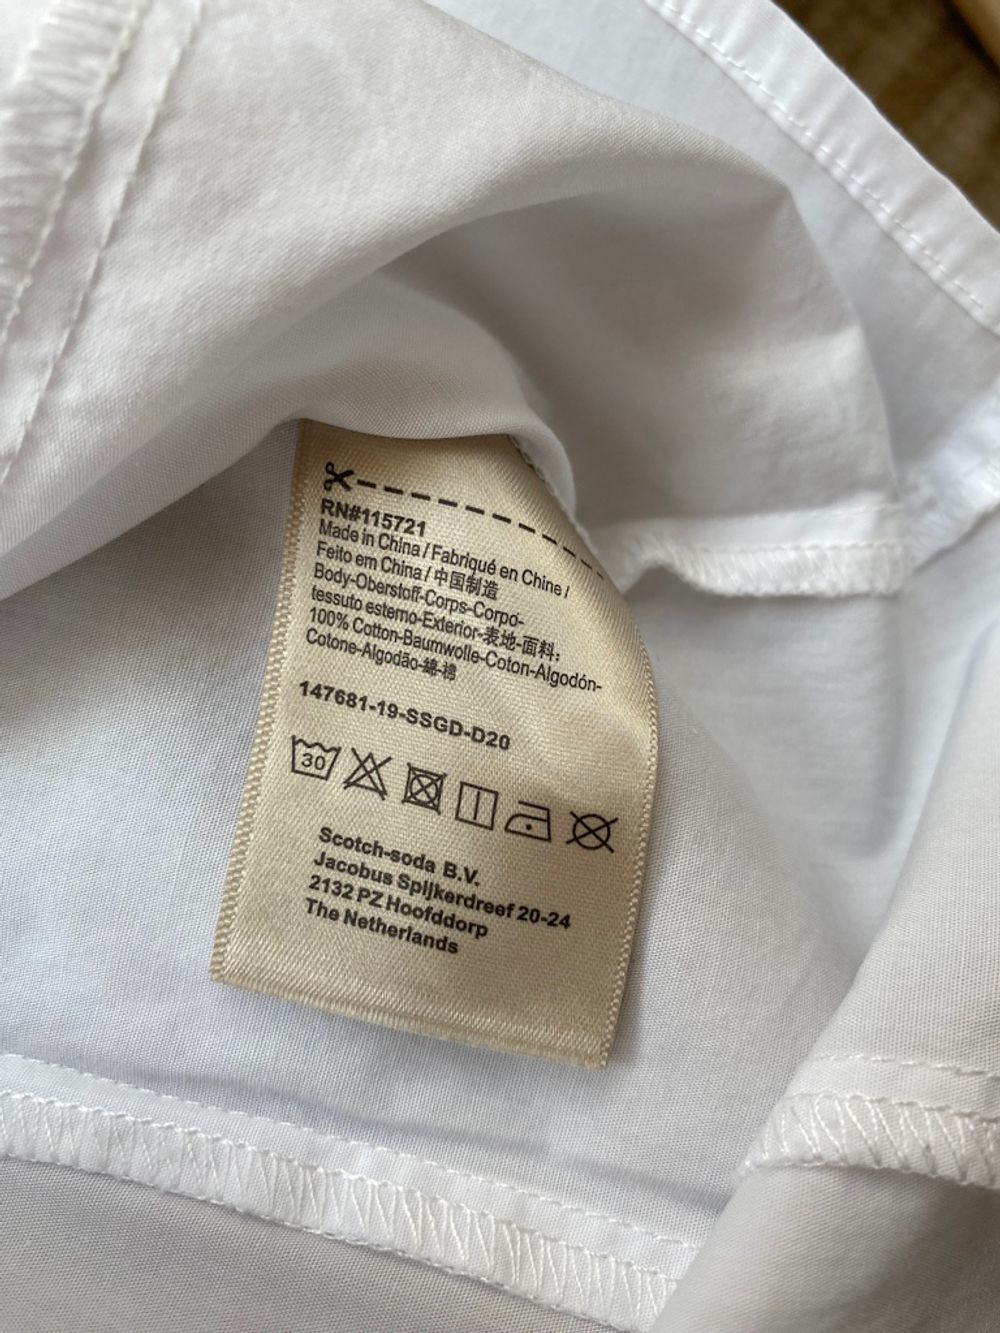 RN#115721
Made in China / Fabriqué en Chine /
Feito em China / 中国制造
Body-Oberstoff-Corps-Corpo-
tessuto esterno-Exterior-表地-面料:
100% Cotton-Baumwolle-Coton-Algodón-
Cotone-Algodão-綿-棉
147681-19-SSGD-D20
30
Scotch-soda B.V.
Jacobus Spijkerdreef 20-24
2132 PZ Hoofddorp
The Netherlands